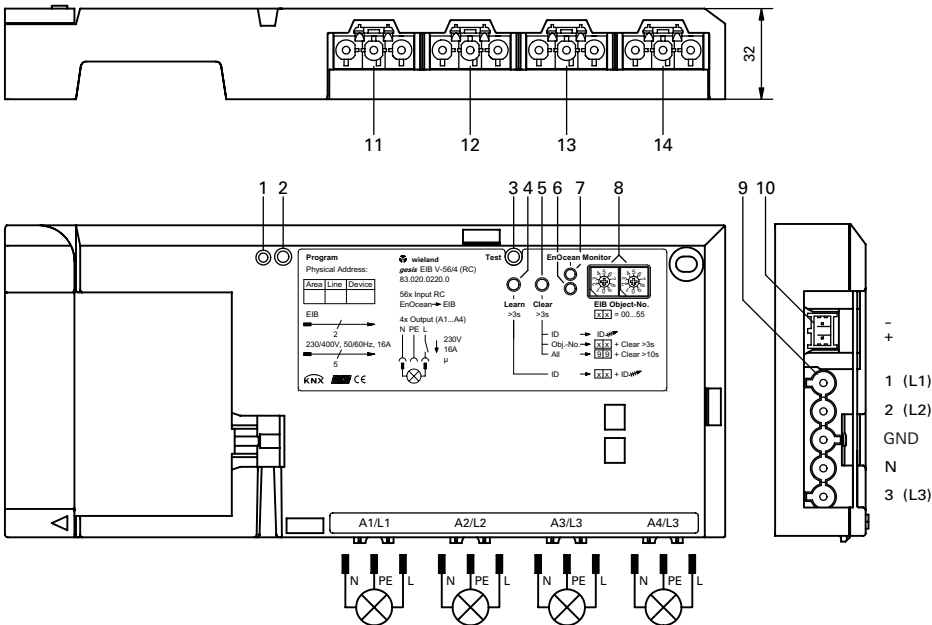 32
11 12 13 14
1 2 3 4 5 6 7 8 9 10
Program
Physical Address:
Area Line Device
EIB
2
230/400V, 50/60Hz, 16A
5
KNX CE
wieland
gesis EIB V-56/4 (RC)
83.020.0220.0
56x Input RC
EnOcean EIB
4x Output (A1...A4)
N PE L
230V
16A
µ
Test
EnOcean Monitor
Learn
>3s
Clear
>3s
EIB Object-No.
x x = 00...55
ID ID
Obj.-No. x x + Clear >3s
All 9 9 + Clear >10s
ID x x + ID
–
+
1 (L1)
2 (L2)
GND
N
3 (L3)
A1/L1 A2/L2 A3/L3 A4/L3
N PE L N PE L N PE L N PE L